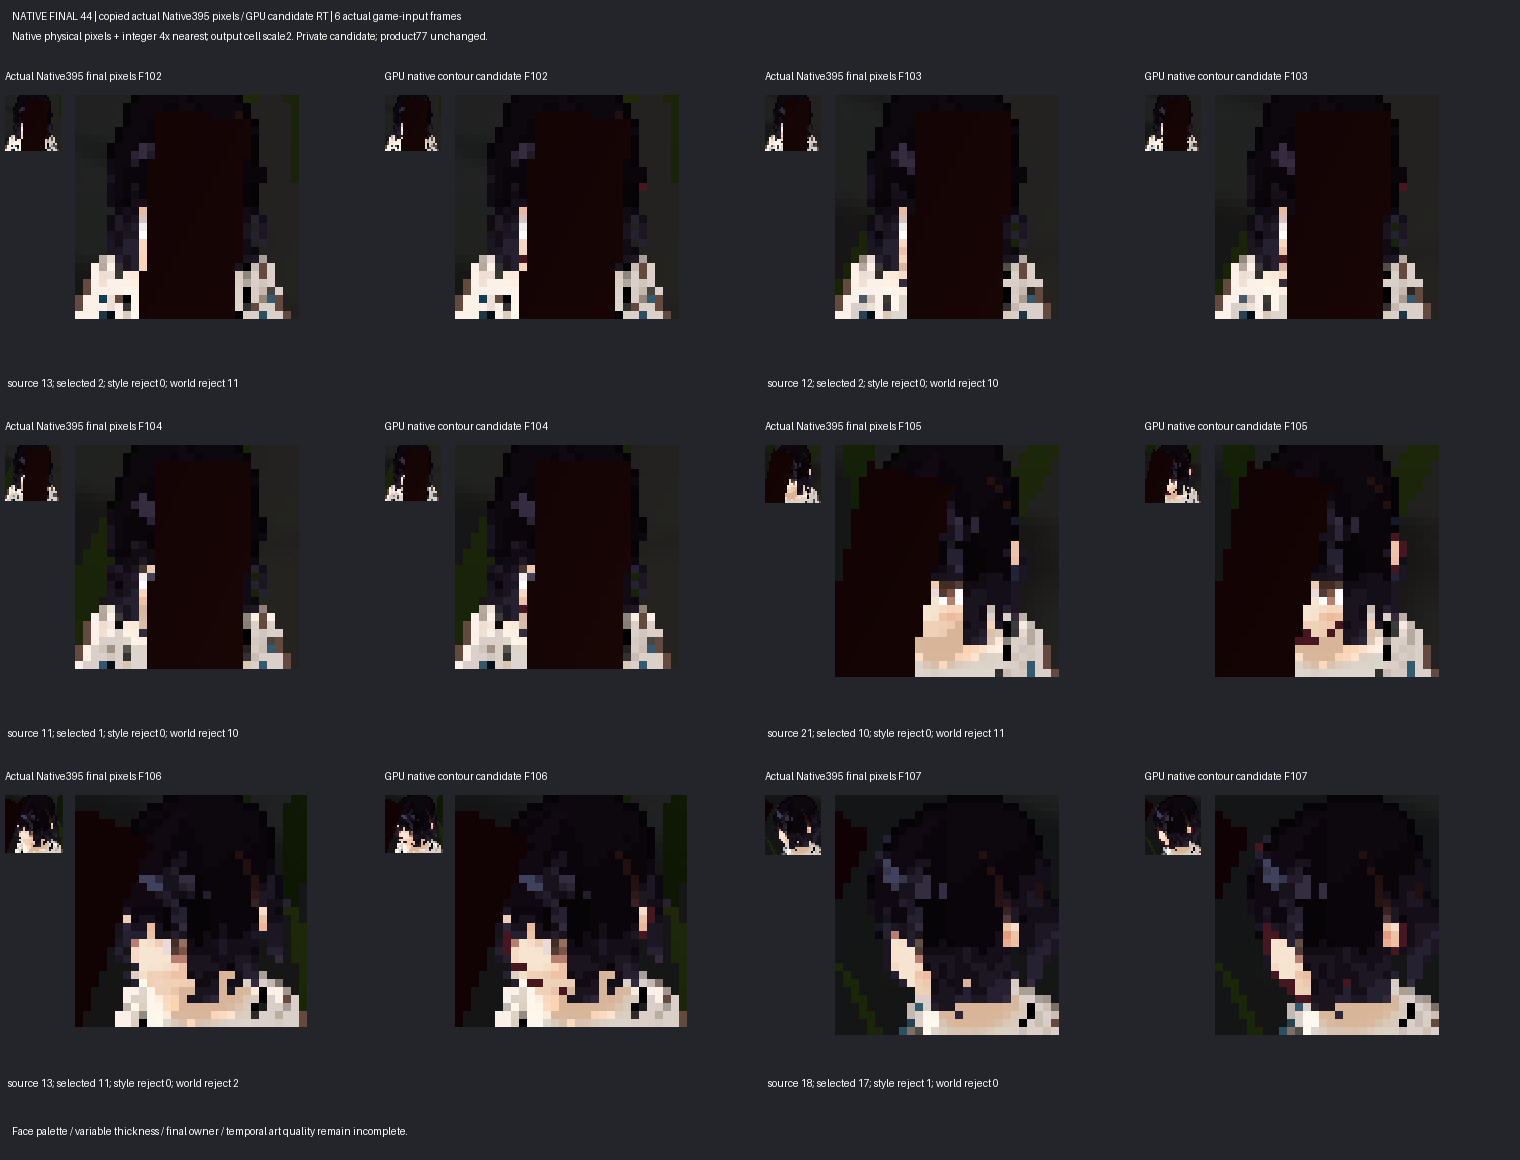 NATIVE FINAL 44 | copied actual Native395 pixels / GPU candidate RT | 6 actual game-input frames
Native physical pixels + integer 4x nearest; output cell scale2. Private candidate; product77 unchanged.
Actual Native395 final pixels F102
GPU native contour candidate F102
Actual Native395 final pixels F103
GPU native contour candidate F103
source 13; selected 2; style reject 0; world reject 11
source 12; selected 2; style reject 0; world reject 10
Actual Native395 final pixels F104
GPU native contour candidate F104
Actual Native395 final pixels F105
GPU native contour candidate F105
source 11; selected 1; style reject 0; world reject 10
source 21; selected 10; style reject 0; world reject 11
Actual Native395 final pixels F106
GPU native contour candidate F106
Actual Native395 final pixels F107
GPU native contour candidate F107
source 13; selected 11; style reject 0; world reject 2
source 18; selected 17; style reject 1; world reject 0
Face palette / variable thickness / final owner / temporal art quality remain incomplete.